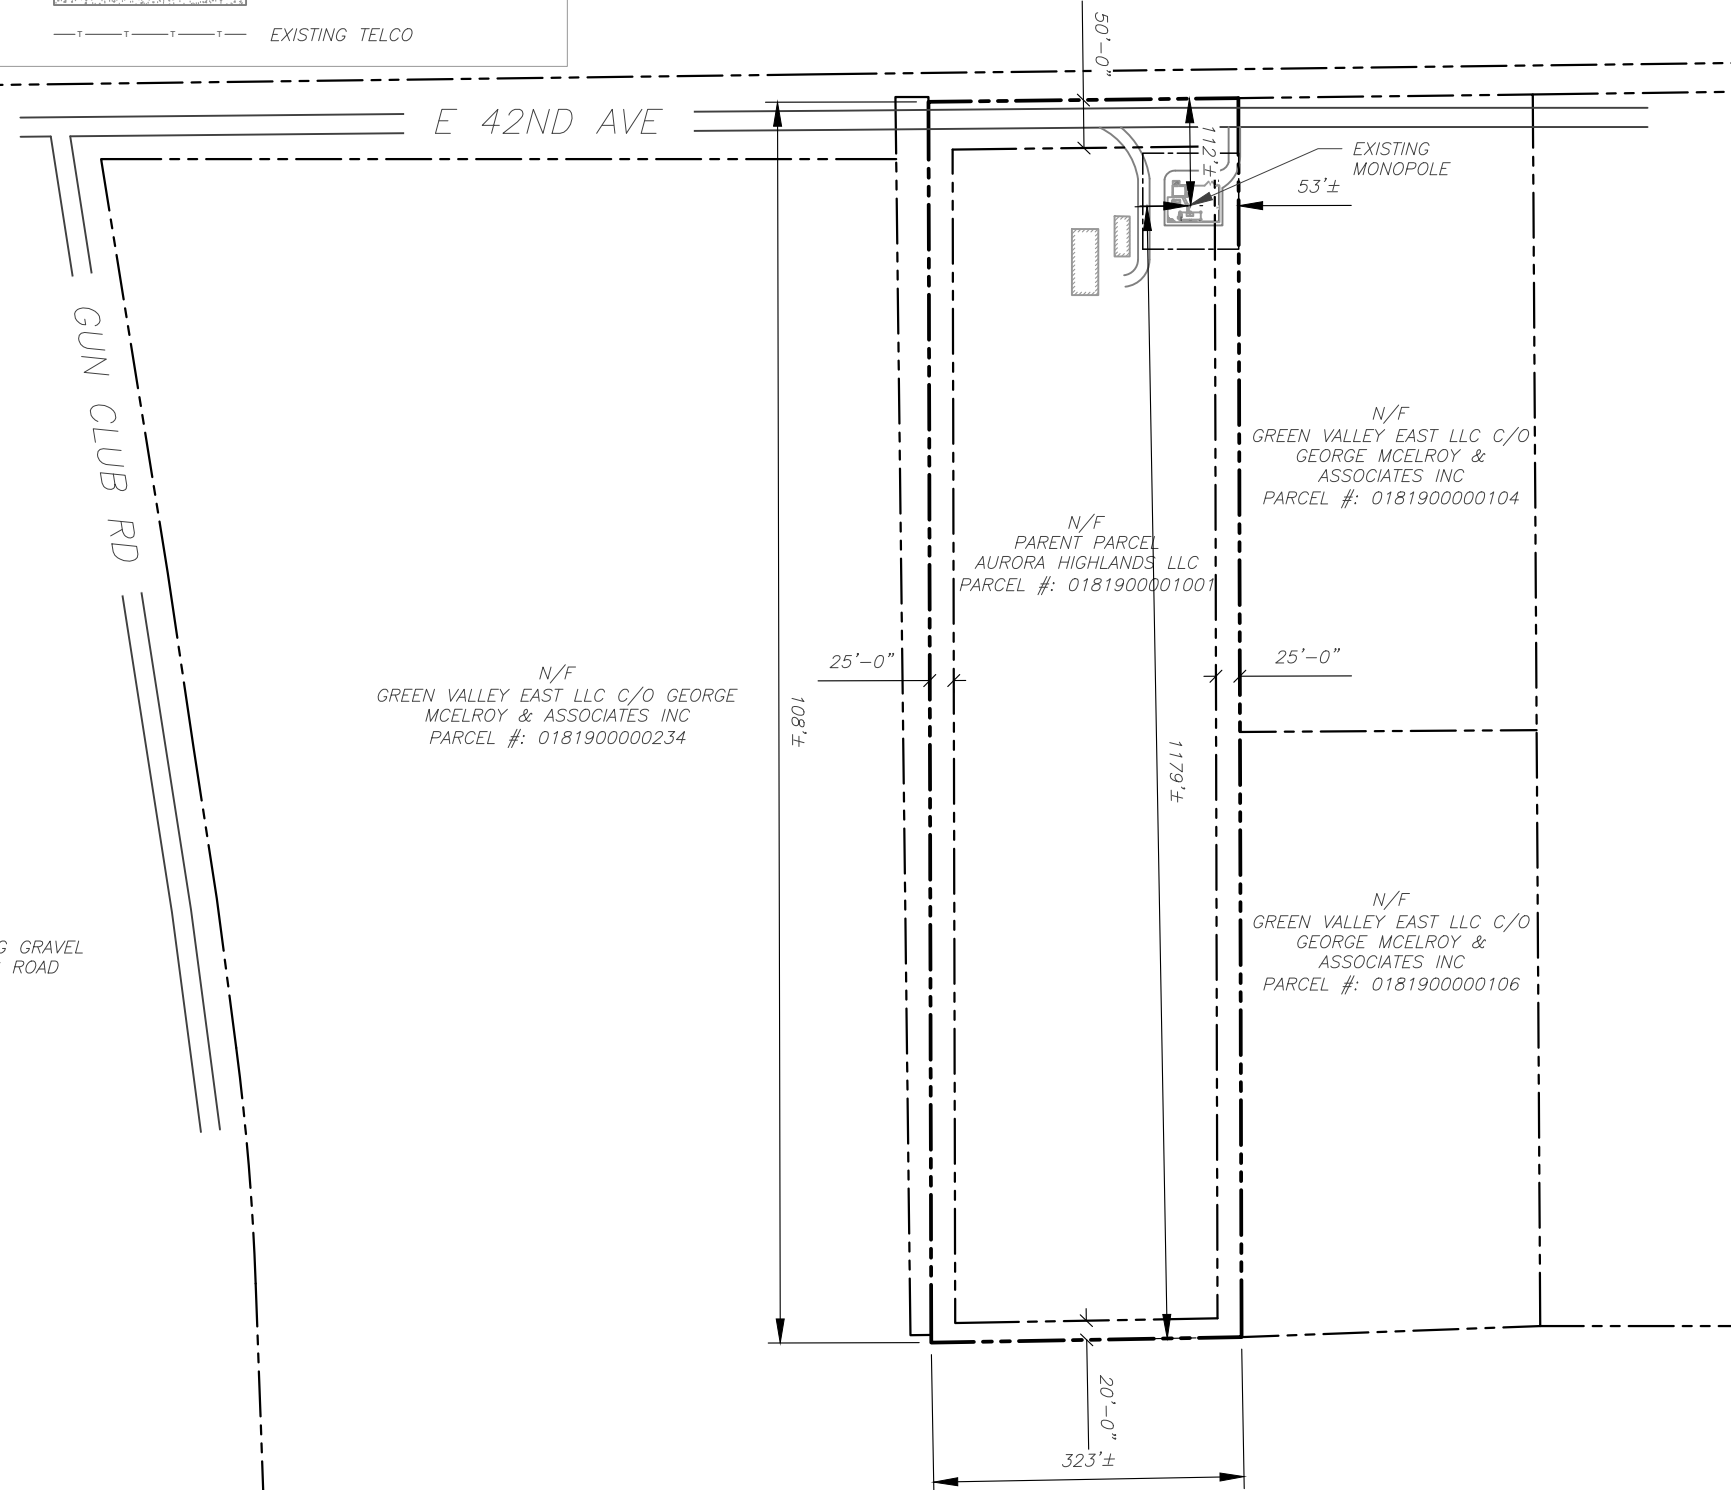 T T T T EXISTING TELCO
50'-0"
E 42ND AVE
112'±
EXISTING
MONOPOLE
53'±
GUN CLUB RD
N/F
GREEN VALLEY EAST LLC C/O
GEORGE MCELROY &
ASSOCIATES INC
PARCEL #: 0181900000104
N/F
PARENT PARCEL
AURORA HIGHLANDS LLC
PARCEL #: 0181900001001
N/F
GREEN VALLEY EAST LLC C/O GEORGE
MCELROY & ASSOCIATES INC
PARCEL #: 0181900000234
25'-0"
25'-0"
108'±
1179'±
N/F
GREEN VALLEY EAST LLC C/O
GEORGE MCELROY &
ASSOCIATES INC
PARCEL #: 0181900000106
G GRAVEL
ROAD
20'-0"
323'±